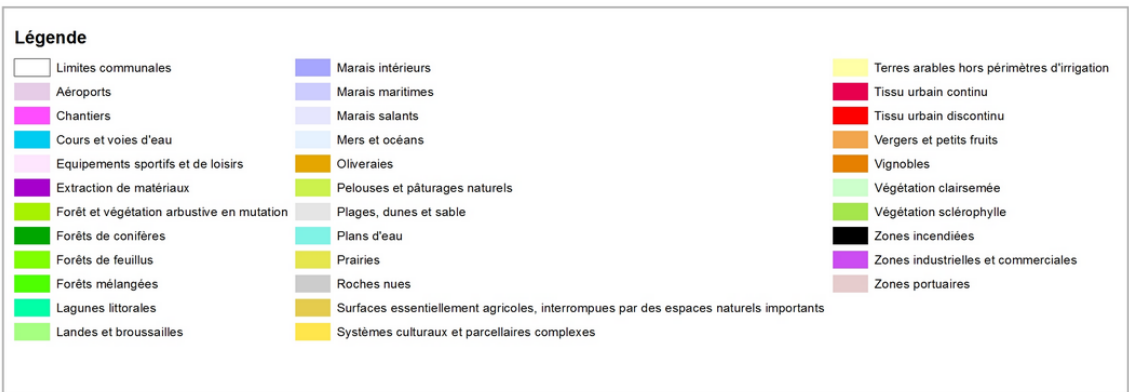 Légende
Limites communales
Aéroports
Chantiers
Cours et voies d'eau
Equipements sportifs et de loisirs
Extraction de matériaux
Forêt et végétation arbustive en mutation
Forêts de conifères
Forêts de feuillus
Forêts mélangées
Lagunes littorales
Landes et broussailles
Marais intérieurs
Marais maritimes
Marais salants
Mers et océans
Oliveraies
Pelouses et pâturages naturels
Plages, dunes et sable
Plans d'eau
Prairies
Roches nues
Surfaces essentiellement agricoles, interrompues par des espaces naturels importants
Systèmes culturaux et parcellaires complexes
Terres arables hors périmètres d'irrigation
Tissu urbain continu
Tissu urbain discontinu
Vergers et petits fruits
Vignobles
Végétation clairsemée
Végétation sclérophylle
Zones incendiées
Zones industrielles et commerciales
Zones portuaires